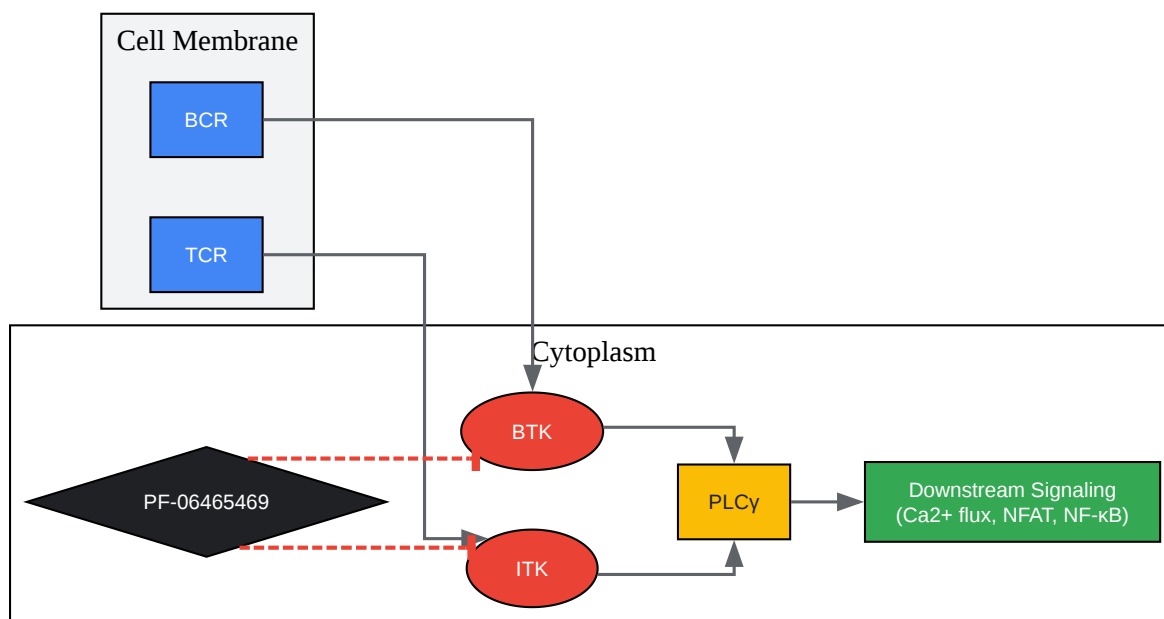 Cell Membrane
BCR
TCR
Cytoplasm
BTK
PF-06465469
PLCγ
Downstream Signaling
(Ca2+ flux, NFAT, NF-κB)
ITK